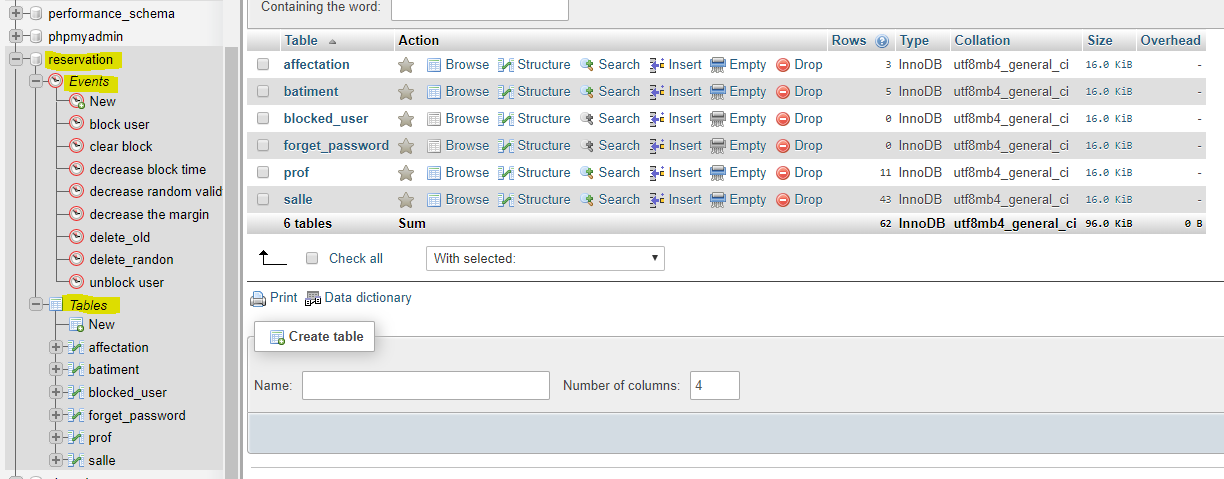 performance_schema
phpmyadmin
reservation
Events
New
block user
clear block
decrease block time
decrease random valid
decrease the margin
delete_old
delete_randon
unblock user
Tables
New
affectation
batiment
blocked_user
forget_password
prof
salle
Containing the word:
Table Action Rows Type Collation Size Overhead
affectation Browse Structure Search Insert Empty Drop 3 InnoDB utf8mb4_general_ci 16.0 KiB -
batiment Browse Structure Search Insert Empty Drop 5 InnoDB utf8mb4_general_ci 16.0 KiB -
blocked_user Browse Structure Search Insert Empty Drop 0 InnoDB utf8mb4_general_ci 16.0 KiB -
forget_password Browse Structure Search Insert Empty Drop 0 InnoDB utf8mb4_general_ci 16.0 KiB -
prof Browse Structure Search Insert Empty Drop 11 InnoDB utf8mb4_general_ci 16.0 KiB -
salle Browse Structure Search Insert Empty Drop 43 InnoDB utf8mb4_general_ci 16.0 KiB -
6 tables Sum 62 InnoDB utf8mb4_general_ci 96.0 KiB 0 B
Check all With selected:
Print Data dictionary
Create table
Name: Number of columns: 4